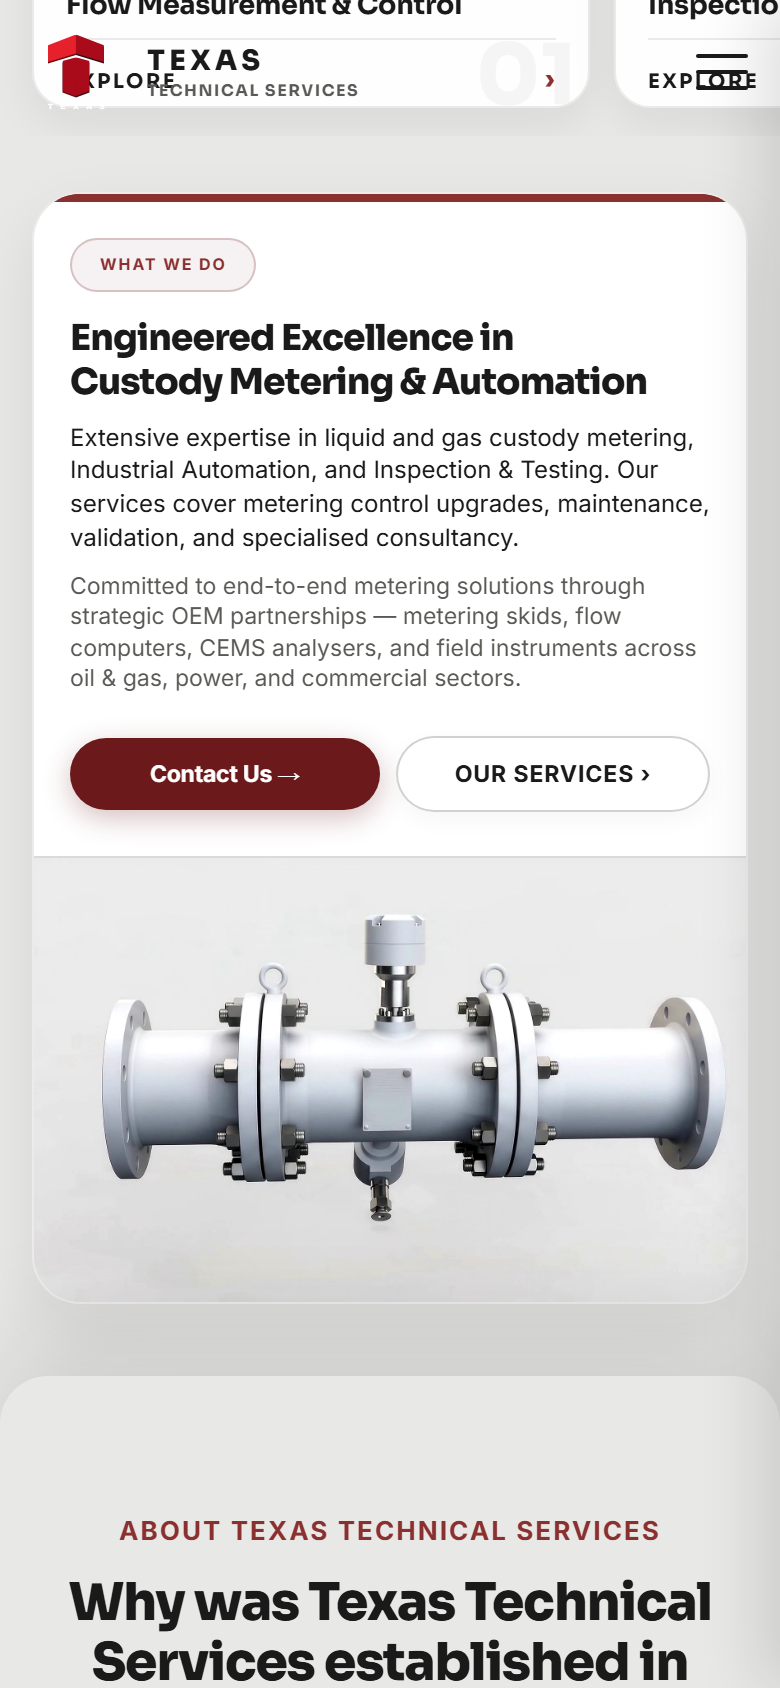 Flow Measurement & Control
Inspectio
TEXAS
TECHNICAL SERVICES
TEXAS
EXPLORE
01
›
EXPLORE
WHAT WE DO
Engineered Excellence in
Custody Metering & Automation
Extensive expertise in liquid and gas custody metering,
Industrial Automation, and Inspection & Testing. Our
services cover metering control upgrades, maintenance,
validation, and specialised consultancy.
Committed to end-to-end metering solutions through
strategic OEM partnerships — metering skids, flow
computers, CEMS analysers, and field instruments across
oil & gas, power, and commercial sectors.
Contact Us →
OUR SERVICES ›
ABOUT TEXAS TECHNICAL SERVICES
Why was Texas Technical
Services established in